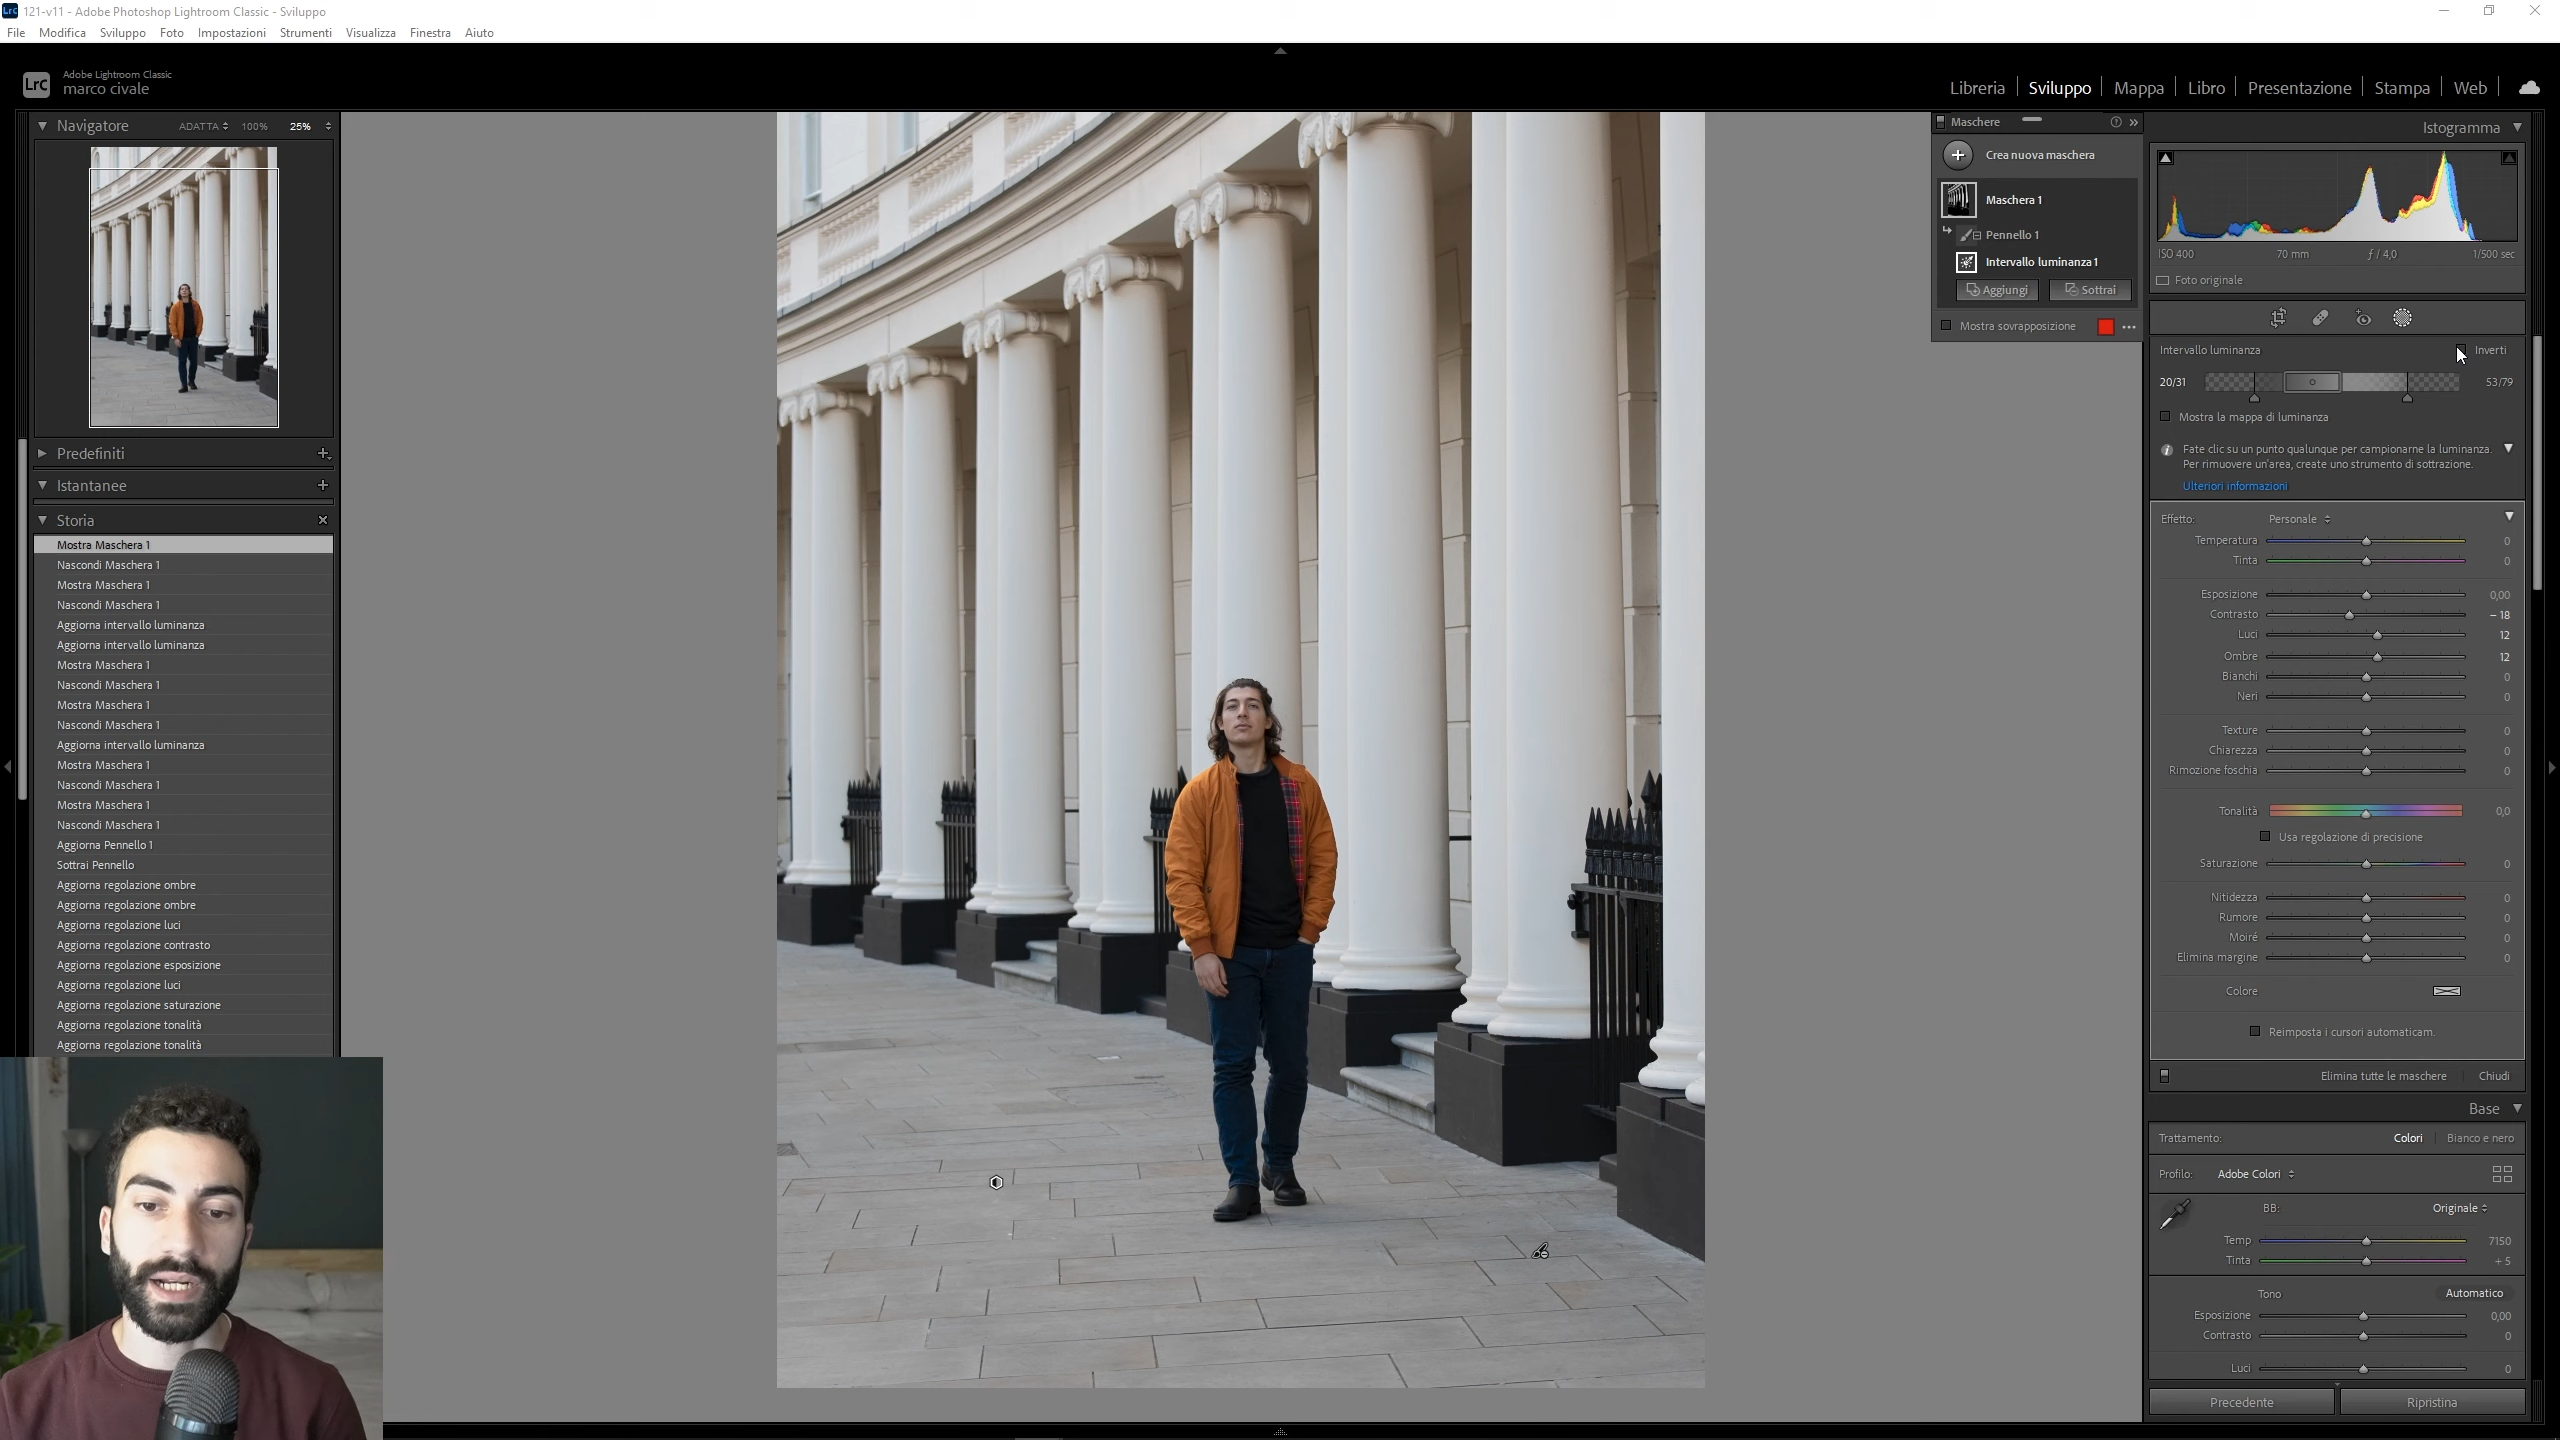 Lrc 121-v11 - Adobe Photoshop Lightroom Classic - Sviluppo
File Modifica Sviluppo Foto Impostazioni Strumenti Visualizza Finestra Aiuto
Lrc Adobe Lightroom Classic
marco civale
Libreria Sviluppo Mappa Libro Presentazione Stampa Web
Navigatore ADATTA 100% 25%
Predefiniti
Istantanee
Storia
Mostra Maschera 1
Nascondi Maschera 1
Mostra Maschera 1
Nascondi Maschera 1
Aggiorna intervallo luminanza
Aggiorna intervallo luminanza
Mostra Maschera 1
Nascondi Maschera 1
Mostra Maschera 1
Nascondi Maschera 1
Aggiorna intervallo luminanza
Mostra Maschera 1
Nascondi Maschera 1
Mostra Maschera 1
Nascondi Maschera 1
Aggiorna Pennello 1
Sottrai Pennello
Aggiorna regolazione ombre
Aggiorna regolazione ombre
Aggiorna regolazione luci
Aggiorna regolazione contrasto
Aggiorna regolazione esposizione
Aggiorna regolazione luci
Aggiorna regolazione saturazione
Aggiorna regolazione tonalità
Aggiorna regolazione tonalità
Maschere
Crea nuova maschera
Maschera 1
Pennello 1
Intervallo luminanza 1
Aggiungi Sottrai
Mostra sovrapposizione
Istogramma
ISO 400 70 mm ƒ / 4,0 1/500 sec
Foto originale
Intervallo luminanza Inverti
20/31 53/79
Mostra la mappa di luminanza
Fate clic su un punto qualunque per campionarne la luminanza.
Per rimuovere un'area, create uno strumento di sottrazione.
Ulteriori informazioni
Effetto: Personale
Temperatura 0
Tinta 0
Esposizione 0,00
Contrasto – 18
Luci 12
Ombre 12
Bianchi 0
Neri 0
Texture 0
Chiarezza 0
Rimozione foschia 0
Tonalità 0,0
Usa regolazione di precisione
Saturazione 0
Nitidezza 0
Rumore 0
Moiré 0
Elimina margine 0
Colore
Reimposta i cursori automaticam.
Elimina tutte le maschere Chiudi
Base
Trattamento: Colori Bianco e nero
Profilo: Adobe Colori
BB: Originale
Temp 7150
Tinta + 5
Tono Automatico
Esposizione 0,00
Contrasto 0
Luci 0
Precedente Ripristina